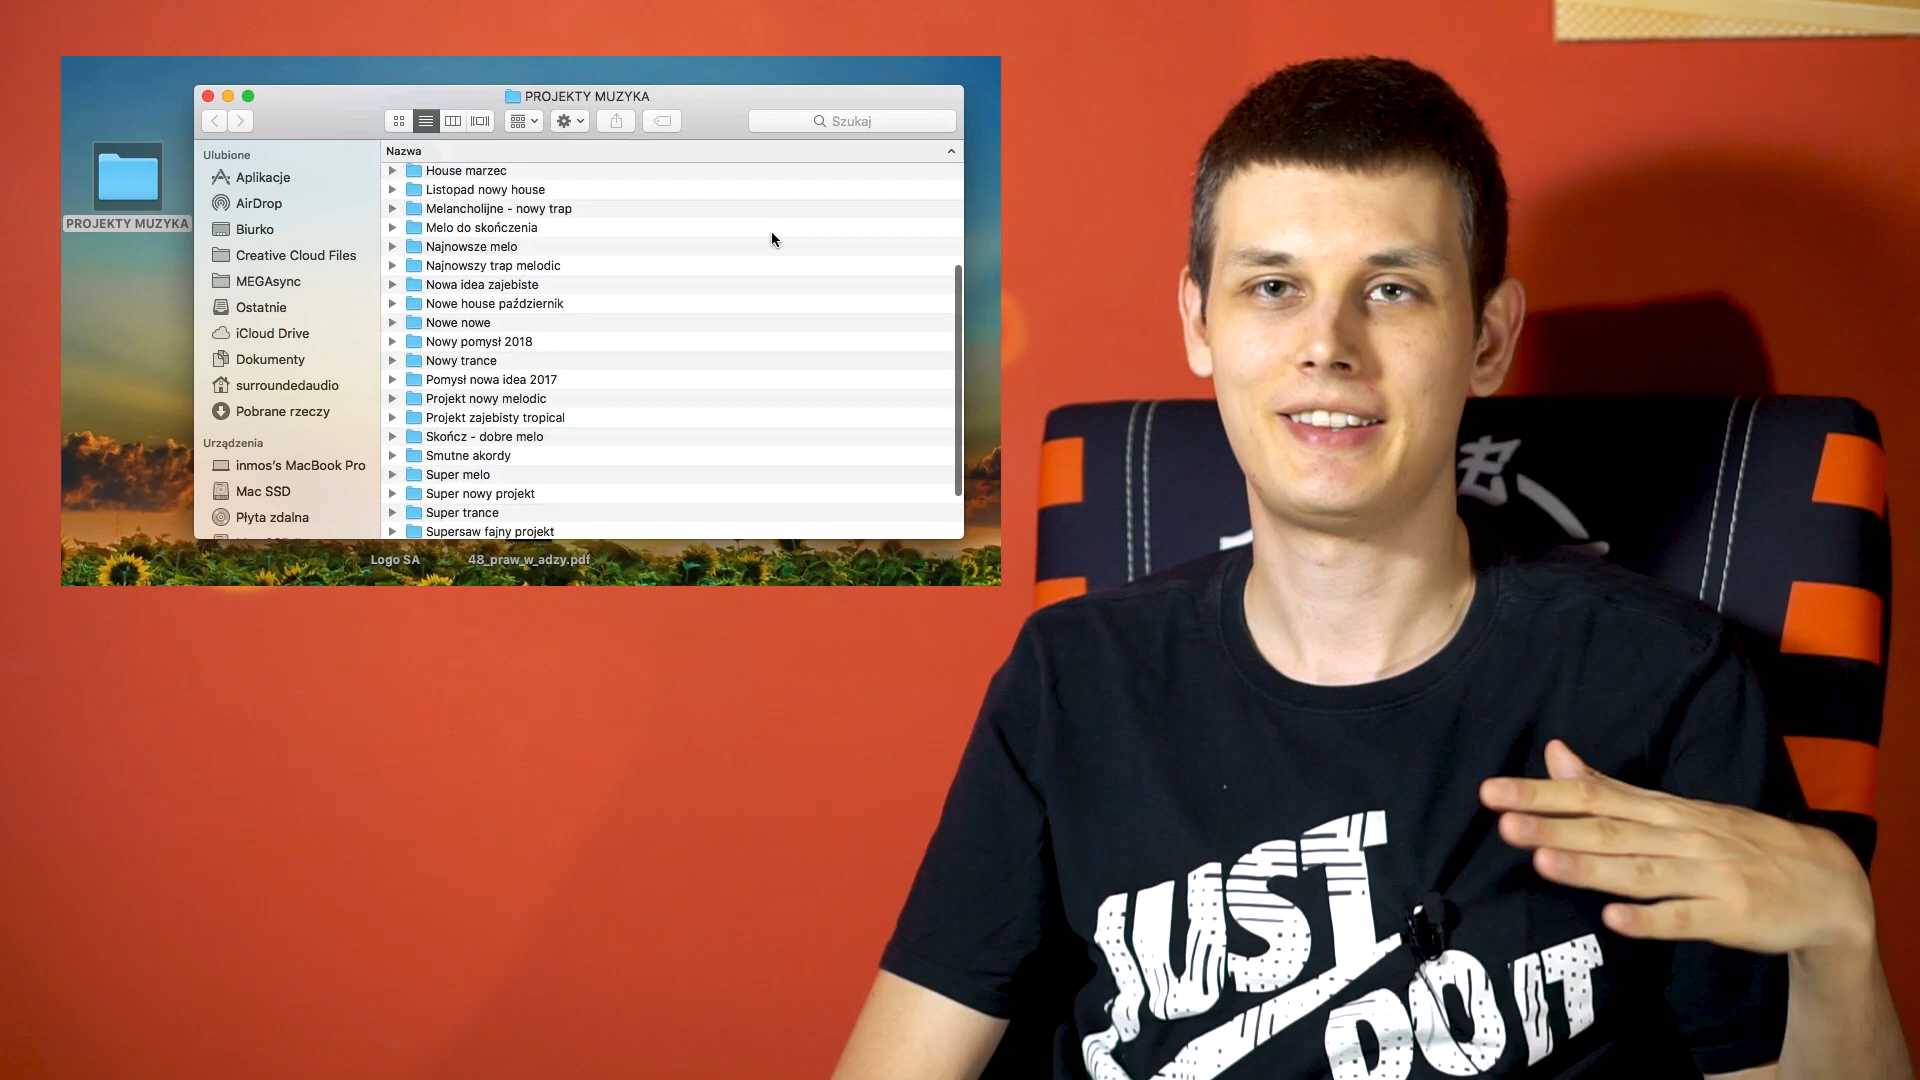 PROJEKTY MUZYKA
Szukaj
Ulubione
Aplikacje
AirDrop
Biurko
Creative Cloud Files
MEGAsync
Ostatnie
iCloud Drive
Dokumenty
surroundedaudio
Pobrane rzeczy
Urządzenia
inmos's MacBook Pro
Mac SSD
Płyta zdalna
Nazwa
House marzec
Listopad nowy house
Melancholijne - nowy trap
Melo do skończenia
Najnowsze melo
Najnowszy trap melodic
Nowa idea zajebiste
Nowe house październik
Nowe nowe
Nowy pomysł 2018
Nowy trance
Pomysł nowa idea 2017
Projekt nowy melodic
Projekt zajebisty tropical
Skończ - dobre melo
Smutne akordy
Super melo
Super nowy projekt
Super trance
Supersaw fajny projekt
PROJEKTY MUZYKA
Logo SA
48_praw_w_adzy.pdf
JUST
DO IT